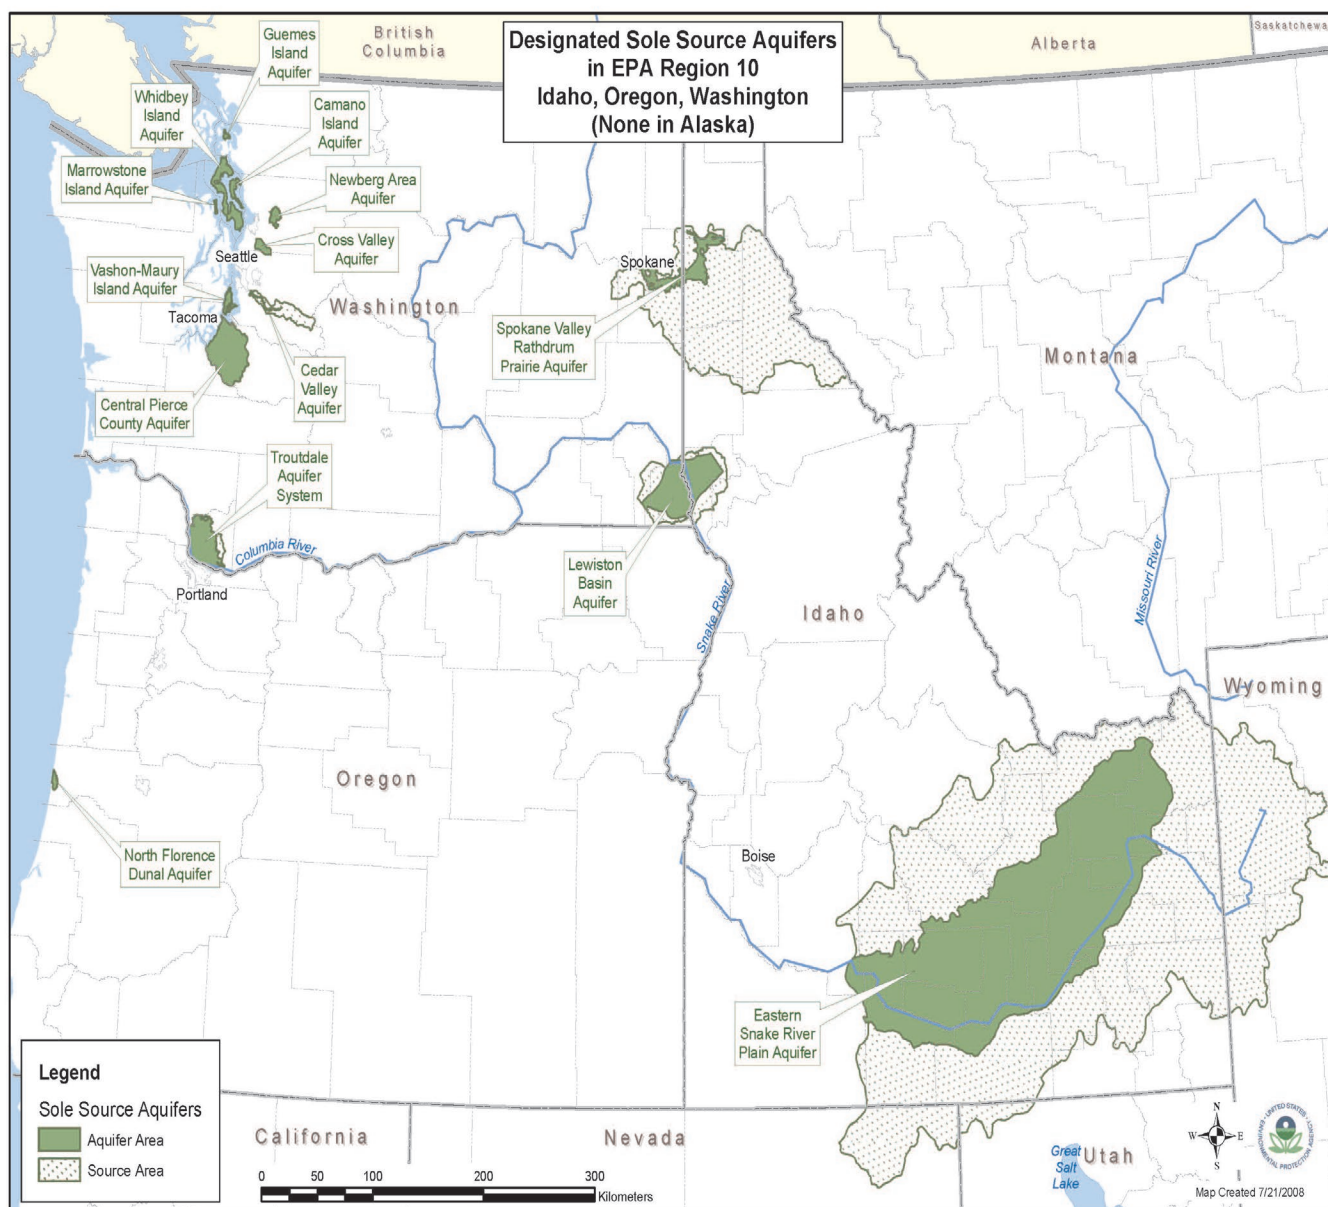 Designated Sole Source Aquifers
in EPA Region 10
Idaho, Oregon, Washington
(None in Alaska)
British
Columbia
Alberta
Saskatchewa
Guemes
Island
Aquifer
Whidbey
Island
Aquifer
Camano
Island
Aquifer
Marrowstone
Island Aquifer
Newberg Area
Aquifer
Cross Valley
Aquifer
Seattle
Vashon-Maury
Island Aquifer
Tacoma
Washington
Spokane
Spokane Valley
Rathdrum
Prairie Aquifer
Montana
Cedar
Valley
Aquifer
Central Pierce
County Aquifer
Troutdale
Aquifer
System
Columbia River
Portland
Lewiston
Basin
Aquifer
Snake River
Idaho
Missouri River
Wyoming
Oregon
North Florence
Dunal Aquifer
Boise
Eastern
Snake River
Plain Aquifer
Legend
Sole Source Aquifers
Aquifer Area
Source Area
California
Nevada
Utah
Great
Salt
Lake
0 50 100 200 300
Kilometers
N
W E
S
UNITED STATES
ENVIRONMENTAL PROTECTION AGENCY
Map Created 7/21/2008